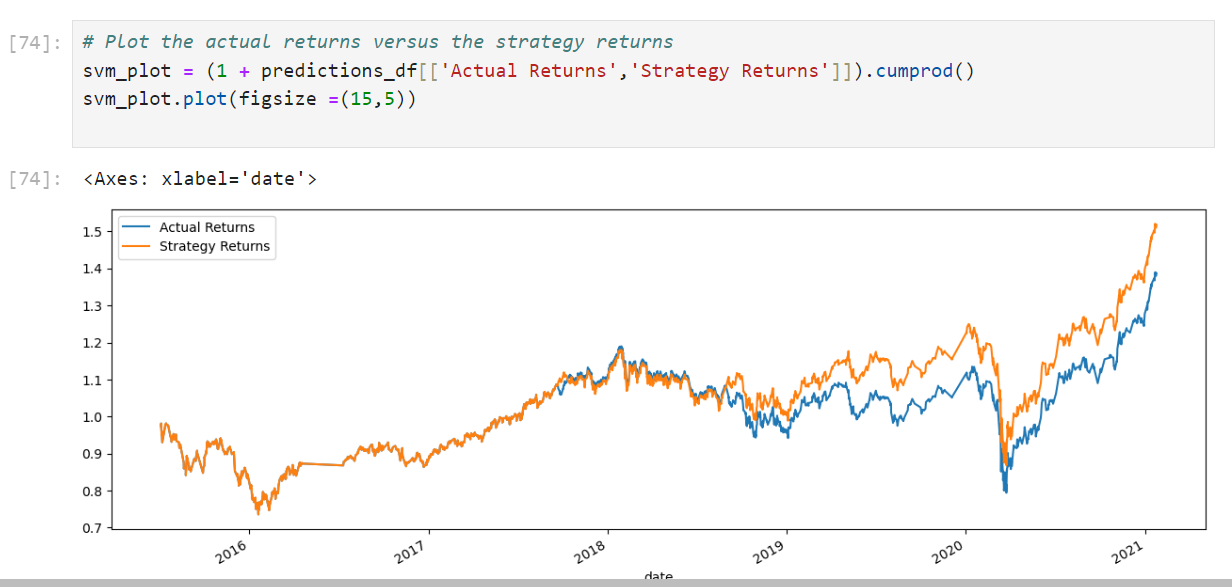 [74]:
# Plot the actual returns versus the strategy returns
svm_plot = (1 + predictions_df[['Actual Returns','Strategy Returns']]).cumprod()
svm_plot.plot(figsize =(15,5))
[74]:
<Axes: xlabel='date'>
Actual Returns
Strategy Returns
1.5
1.4
1.3
1.2
1.1
1.0
0.9
0.8
0.7
2016
2017
2018
2019
2020
2021
date